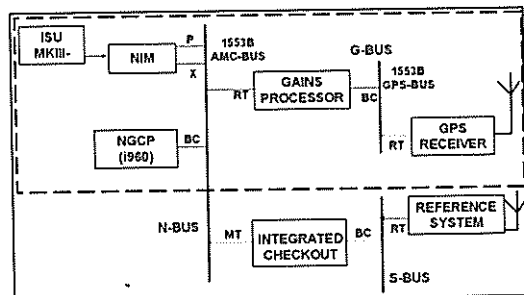 ISU
MKIII-
NIM
P
X
1553B
AMC-BUS
G-BUS
RT
GAINS
PROCESSOR
BC
1553B
GPS-BUS
NGCP
(i960)
BC
RT
GPS
RECEIVER
N-BUS
MT
INTEGRATED
CHECKOUT
BC
RT
REFERENCE
SYSTEM
S-BUS